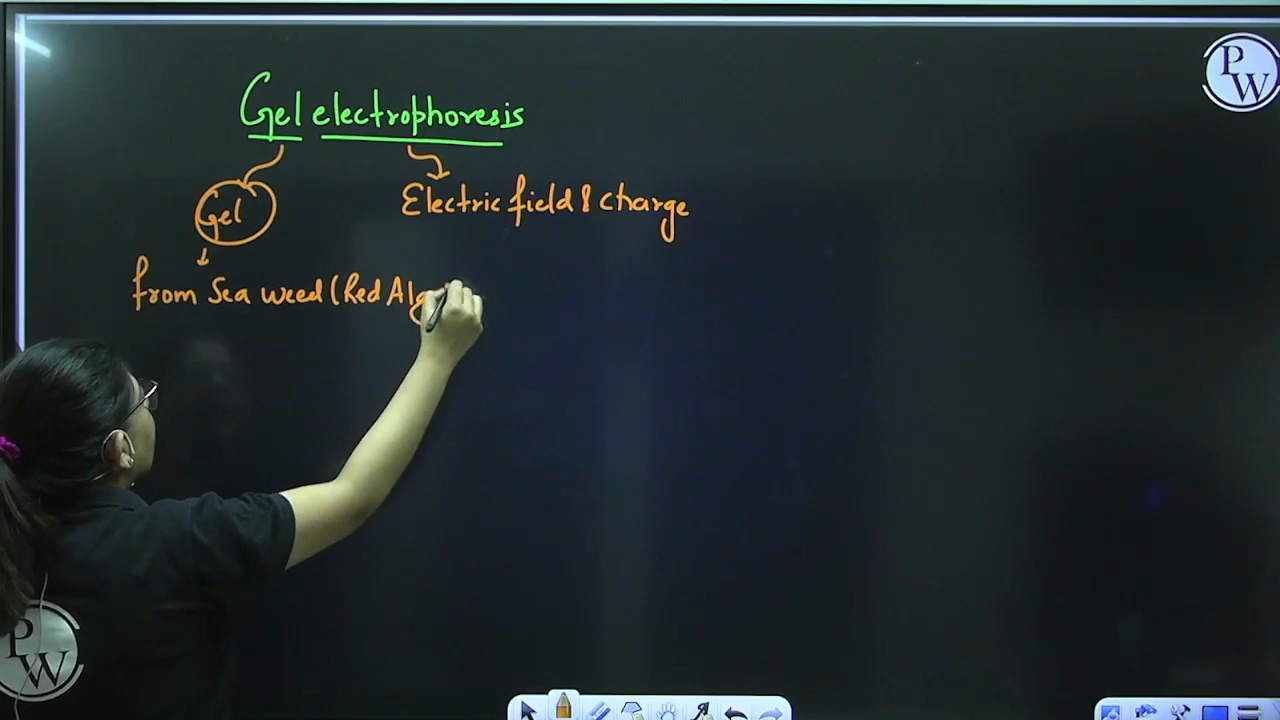 PW
Gel electrophoresis
Gel
Electric field & charge
from Sea weed (Red Alg
PW